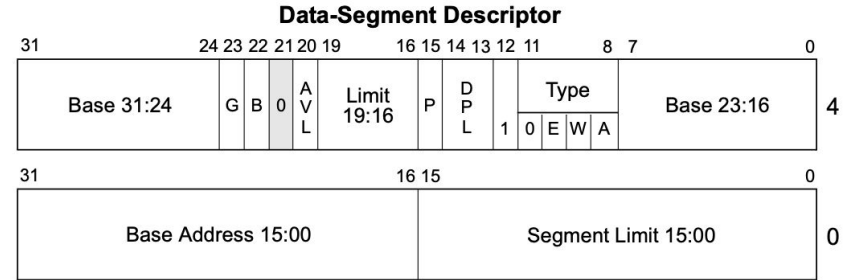 Data-Segment Descriptor
31 24 23 22 21 20 19 16 15 14 13 12 11 8 7 0
Base 31:24 G B 0 AVL Limit 19:16 P DPL 1 Type 0 E W A Base 23:16 4
31 16 15 0
Base Address 15:00 Segment Limit 15:00 0